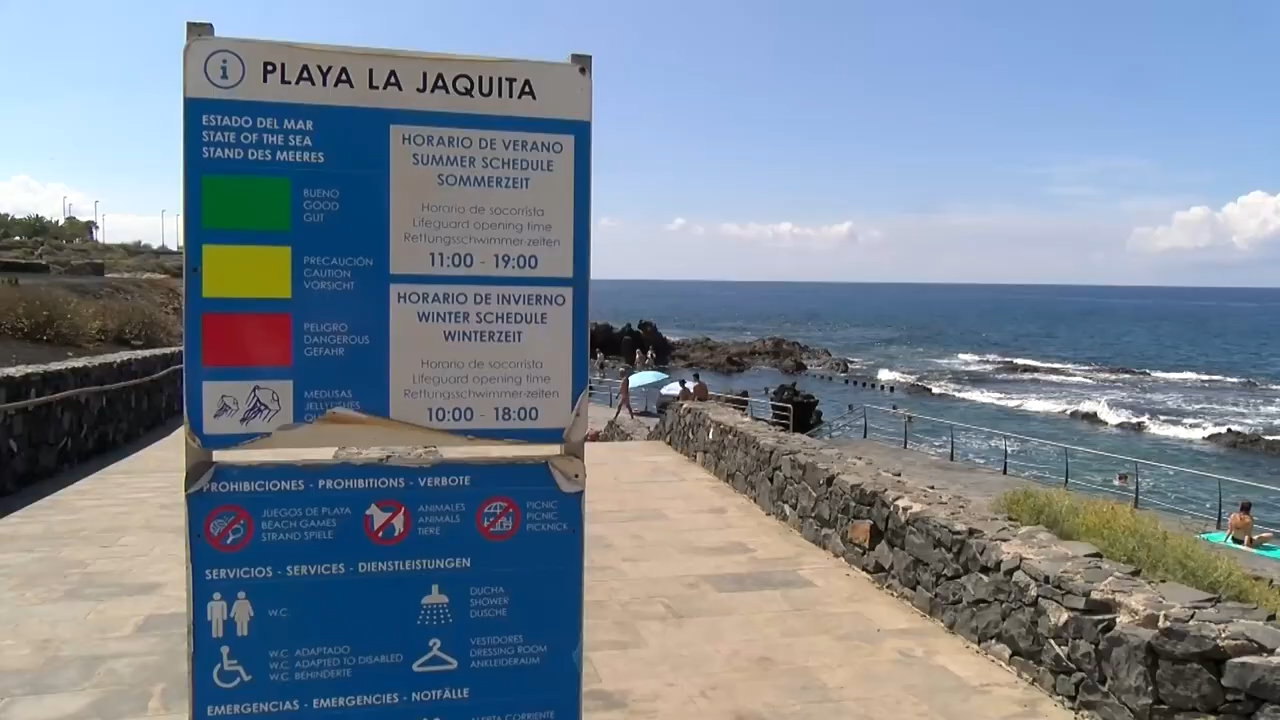 i PLAYA LA JAQUITA
ESTADO DEL MAR
STATE OF THE SEA
STAND DES MEERES
BUENO
GOOD
GUT
PRECAUCIÓN
CAUTION
VORSICHT
PELIGRO
DANGEROUS
GEFAHR
MEDUSAS
HORARIO DE VERANO
SUMMER SCHEDULE
SOMMERZEIT
Horario de socorrista
Lifeguard opening time
Rettungsschwimmer-zeiten
11:00 - 19:00
HORARIO DE INVIERNO
WINTER SCHEDULE
WINTERZEIT
Horario de socorrista
Lifeguard opening time
Rettungsschwimmer-zeiten
10:00 - 18:00
PROHIBICIONES - PROHIBITIONS - VERBOTE
JUEGOS DE PLAYA
BEACH GAMES
STRAND SPIELE
ANIMALES
ANIMALS
TIERE
PICNIC
PICNIC
PICKNICK
SERVICIOS - SERVICES - DIENSTLEISTUNGEN
W.C.
DUCHA
SHOWER
DUSCHE
W.C. ADAPTADO
W.C. ADAPTED TO DISABLED
W.C. BEHINDERTE
VESTIDORES
DRESSING ROOM
ANKLEIDERAUM
EMERGENCIAS - EMERGENCIES - NOTFÄLLE
ALERTA CORRIENTE